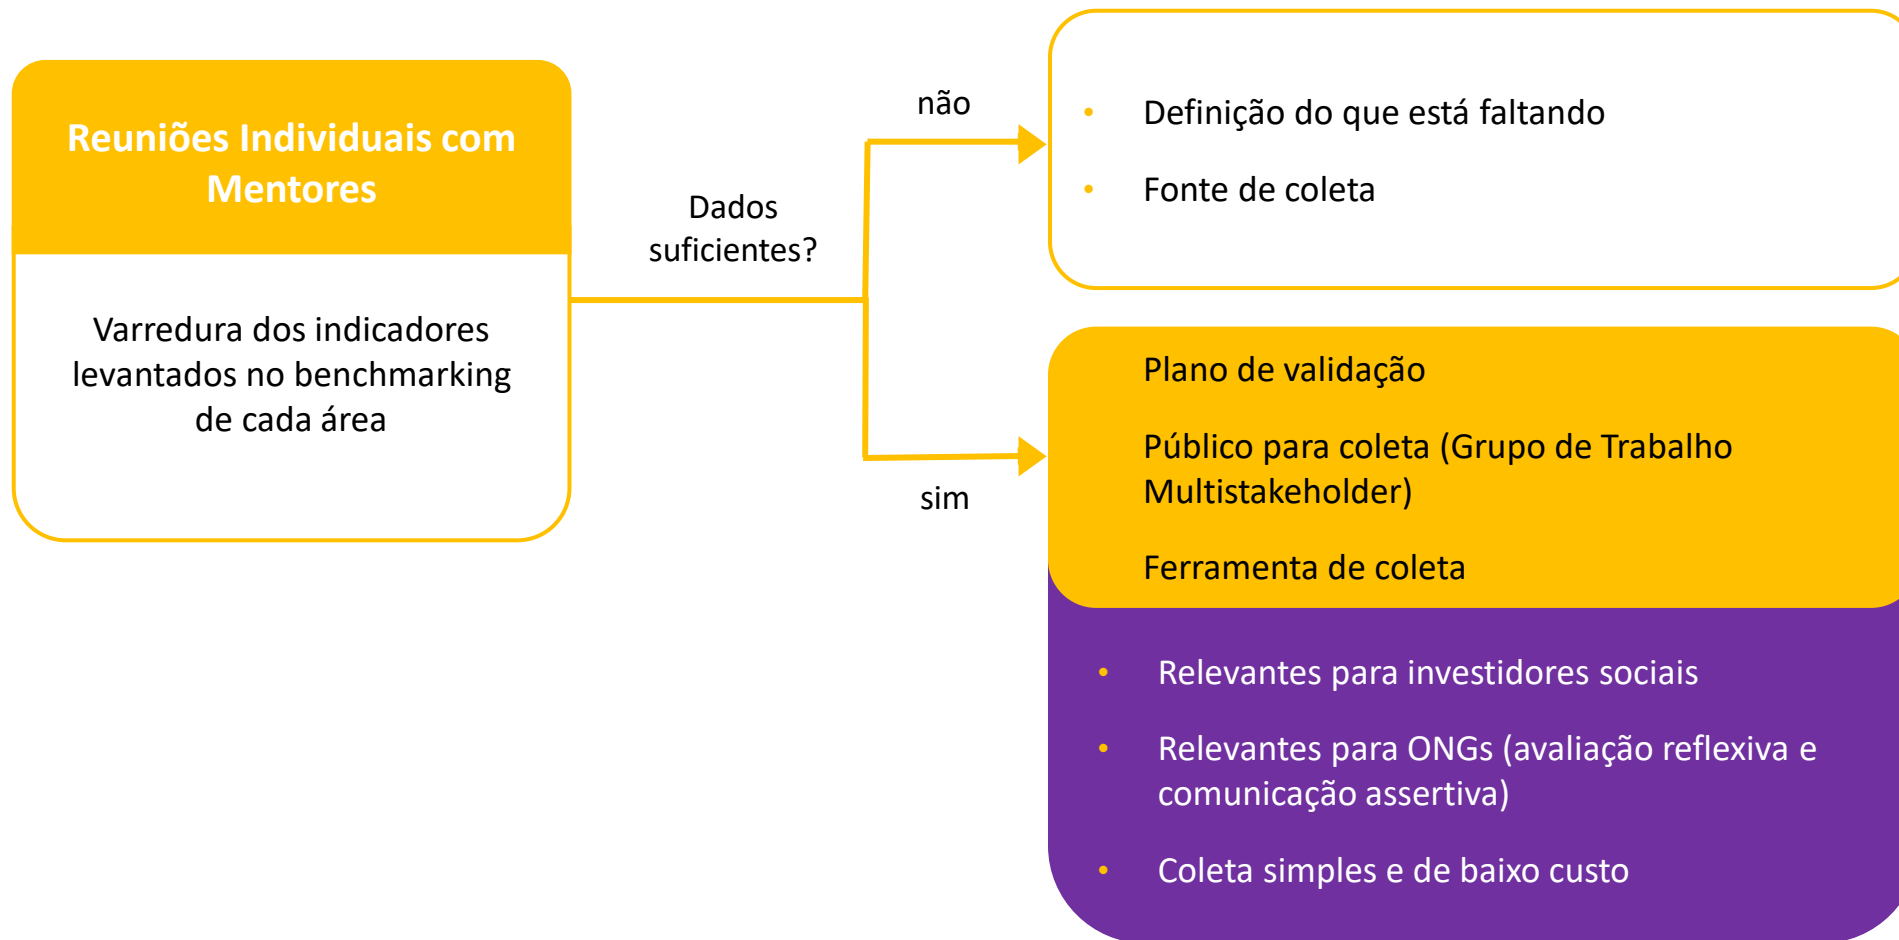 Reuniões Individuais com
Mentores
Varredura dos indicadores
levantados no benchmarking
de cada área
Dados
suficientes?
não
• Definição do que está faltando
• Fonte de coleta
sim
Plano de validação
Público para coleta (Grupo de Trabalho
Multistakeholder)
Ferramenta de coleta
• Relevantes para investidores sociais
• Relevantes para ONGs (avaliação reflexiva e
comunicação assertiva)
• Coleta simples e de baixo custo